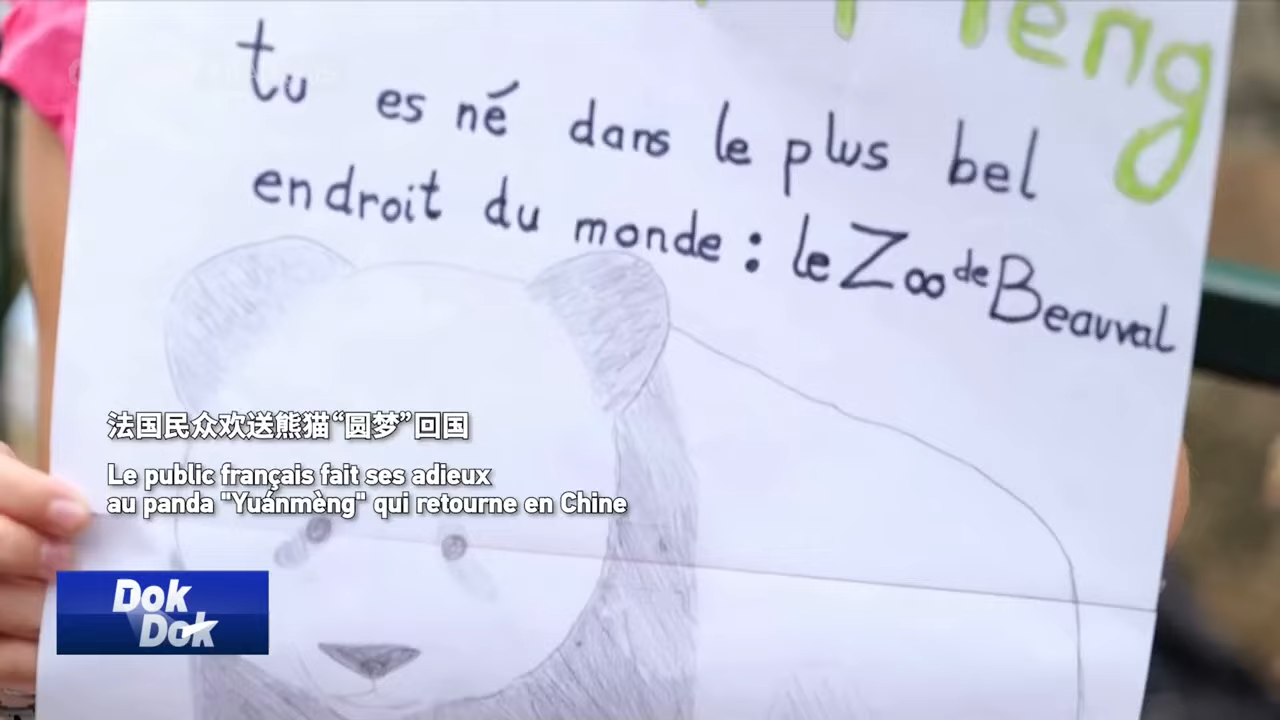 Meng
tu es né dans le plus bel
endroit du monde : le Zoo de Beauval
法国民众欢送熊猫“圆梦”回国
Le public français fait ses adieux
au panda "Yuánmèng" qui retourne en Chine
Dok
Dok